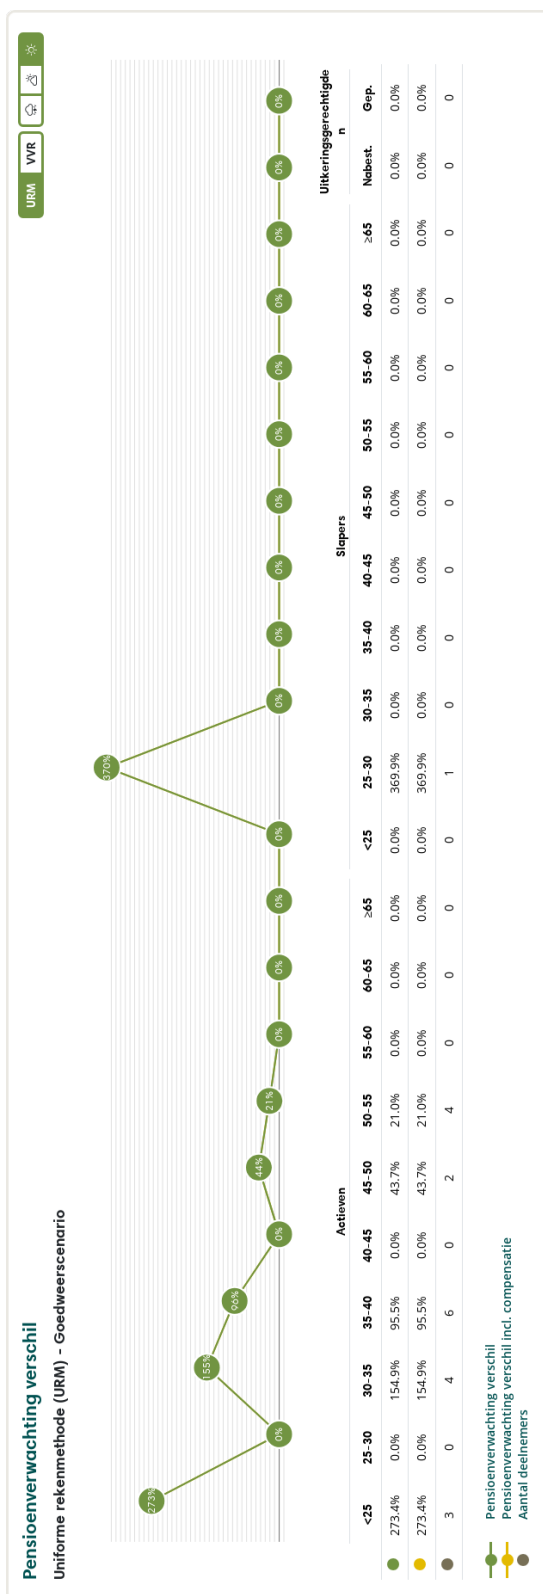 Pensioenverwachting verschil
Uniforme rekenmethode (URM) - Goedweerscenario
URM VVR
273% 0% 155% 96% 0% 44% 21% 0% 0% 0% 0% 370% 0% 0% 0% 0% 0% 0% 0% 0% 0% 0%
Actieven Slapers Uitkeringsgerechtigde
n
<25 25-30 30-35 35-40 40-45 45-50 50-55 55-60 60-65 ≥65 <25 25-30 30-35 35-40 40-45 45-50 50-55 55-60 60-65 ≥65 Nabest. Gep.
273.4% 0.0% 154.9% 95.5% 0.0% 43.7% 21.0% 0.0% 0.0% 0.0% 0.0% 369.9% 0.0% 0.0% 0.0% 0.0% 0.0% 0.0% 0.0% 0.0% 0.0% 0.0%
273.4% 0.0% 154.9% 95.5% 0.0% 43.7% 21.0% 0.0% 0.0% 0.0% 0.0% 369.9% 0.0% 0.0% 0.0% 0.0% 0.0% 0.0% 0.0% 0.0% 0.0% 0.0%
3 0 4 6 0 2 4 0 0 0 0 1 0 0 0 0 0 0 0 0 0 0
Pensioenverwachting verschil
Pensioenverwachting verschil incl. compensatie
Aantal deelnemers